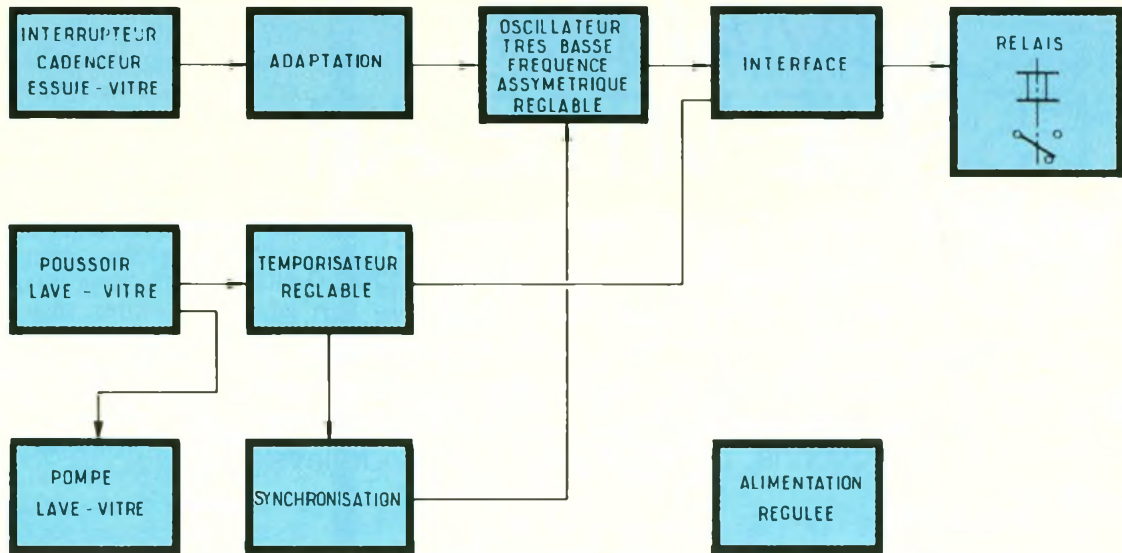 INTERRUPTEUR
CADENCEUR
ESSUIE - VITRE
ADAPTATION
OSCILLATEUR
TRES BASSE
FREQUENCE
ASSYMETRIQUE
REGLABLE
INTERFACE
RELAIS
POUSSOIR
LAVE - VITRE
TEMPORISATEUR
REGLABLE
POMPE
LAVE - VITRE
SYNCHRONISATION
ALIMENTATION
REGULEE